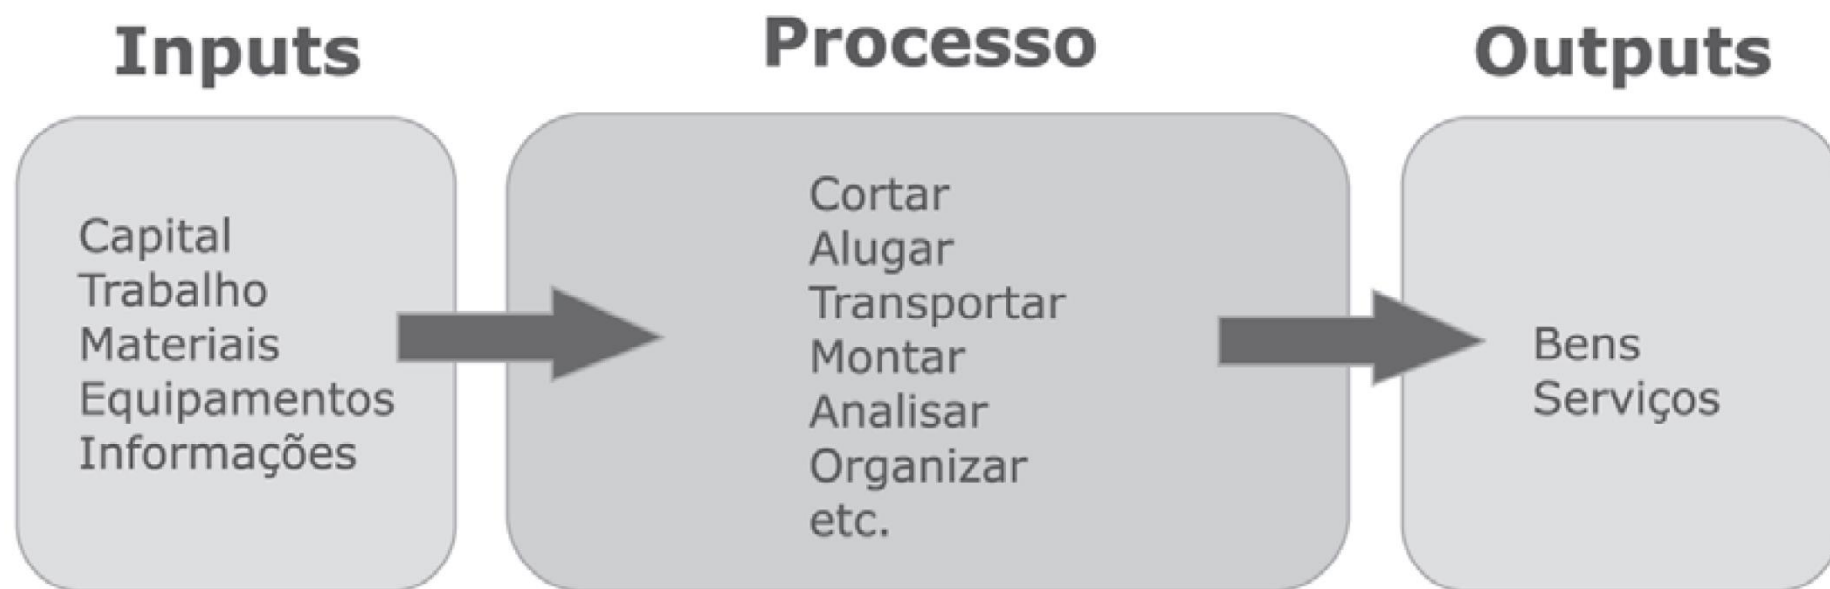 Inputs
Capital
Trabalho
Materiais
Equipamentos
Informações
Processo
Cortar
Alugar
Transportar
Montar
Analisar
Organizar
etc.
Outputs
Bens
Serviços